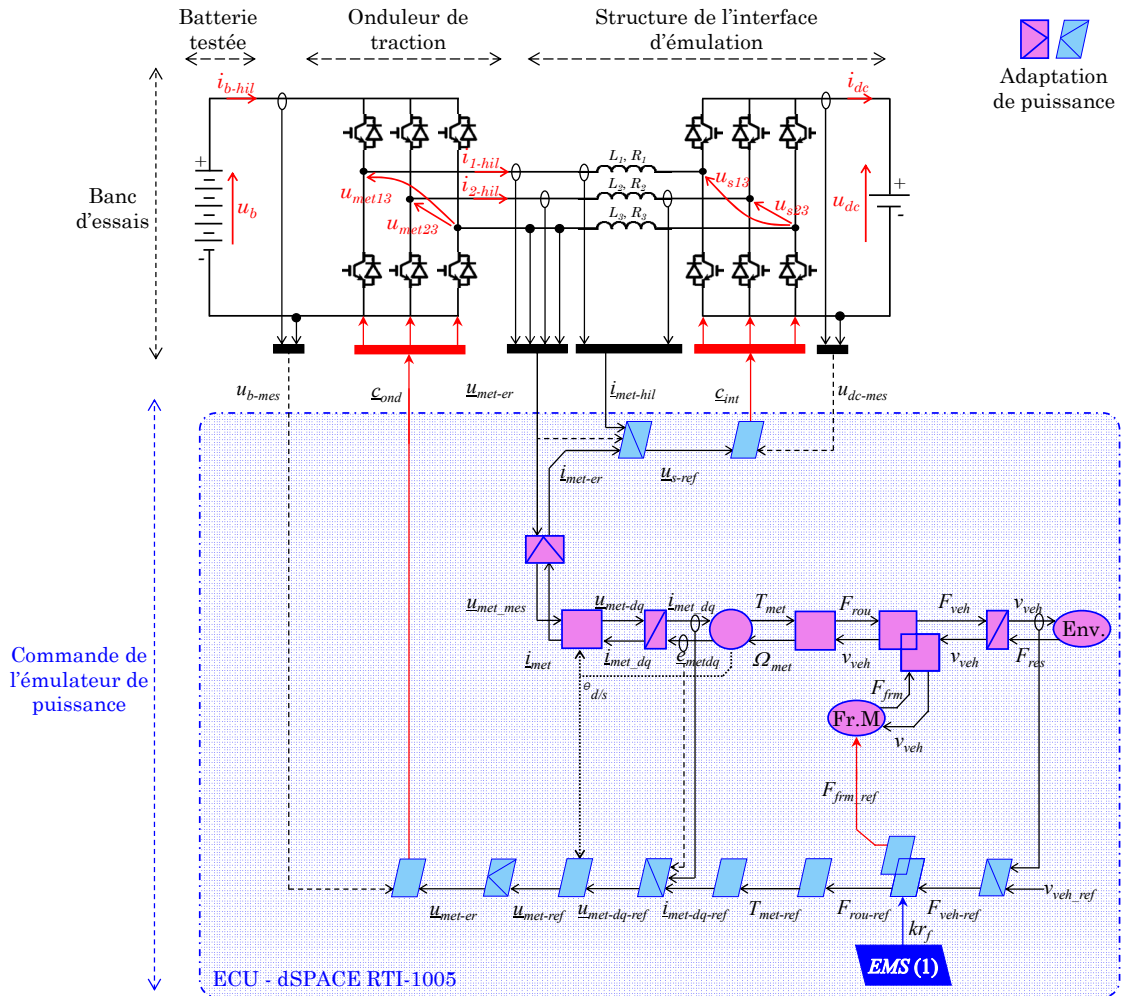 Batterie
testée
Onduleur de
traction
Structure de l'interface
d'émulation
Adaptation
de puissance
Banc
d'essais
i_b-hil
i_dc
+
u_b
-
u_met13
u_met23
i_1-hil
i_2-hil
L_1, R_1
L_2, R_2
L_3, R_3
u_s13
u_s23
u_dc
+
-
u_b-mes
c_ond
u_met-er
i_met-hil
c_int
u_dc-mes
i_met-er
u_s-ref
Commande de
l'émulateur de
puissance
u_met_mes
u_met-dq
i_met_dq
T_met
F_rou
F_veh
v_veh
Env.
i_met
i_met_dq
e_metdq
Ω_met
v_veh
v_veh
F_res
θ_d/s
F_frm
Fr.M
v_veh
F_frm_ref
u_met-er
u_met-ref
u_met-dq-ref
i_met-dq-ref
T_met-ref
F_rou-ref
F_veh-ref
v_veh_ref
kr_f
EMS (1)
ECU - dSPACE RTI-1005